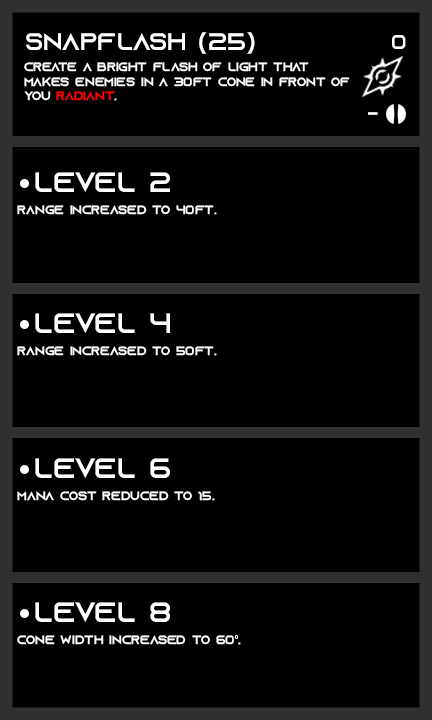 SNAPFLASH (25)
0
CREATE A BRIGHT FLASH OF LIGHT THAT
MAKES ENEMIES IN A 30FT CONE IN FRONT OF
YOU RADIANT.
-
•LEVEL 2
RANGE INCREASED TO 40FT.
•LEVEL 4
RANGE INCREASED TO 50FT.
•LEVEL 6
MANA COST REDUCED TO 15.
•LEVEL 8
CONE WIDTH INCREASED TO 60°.